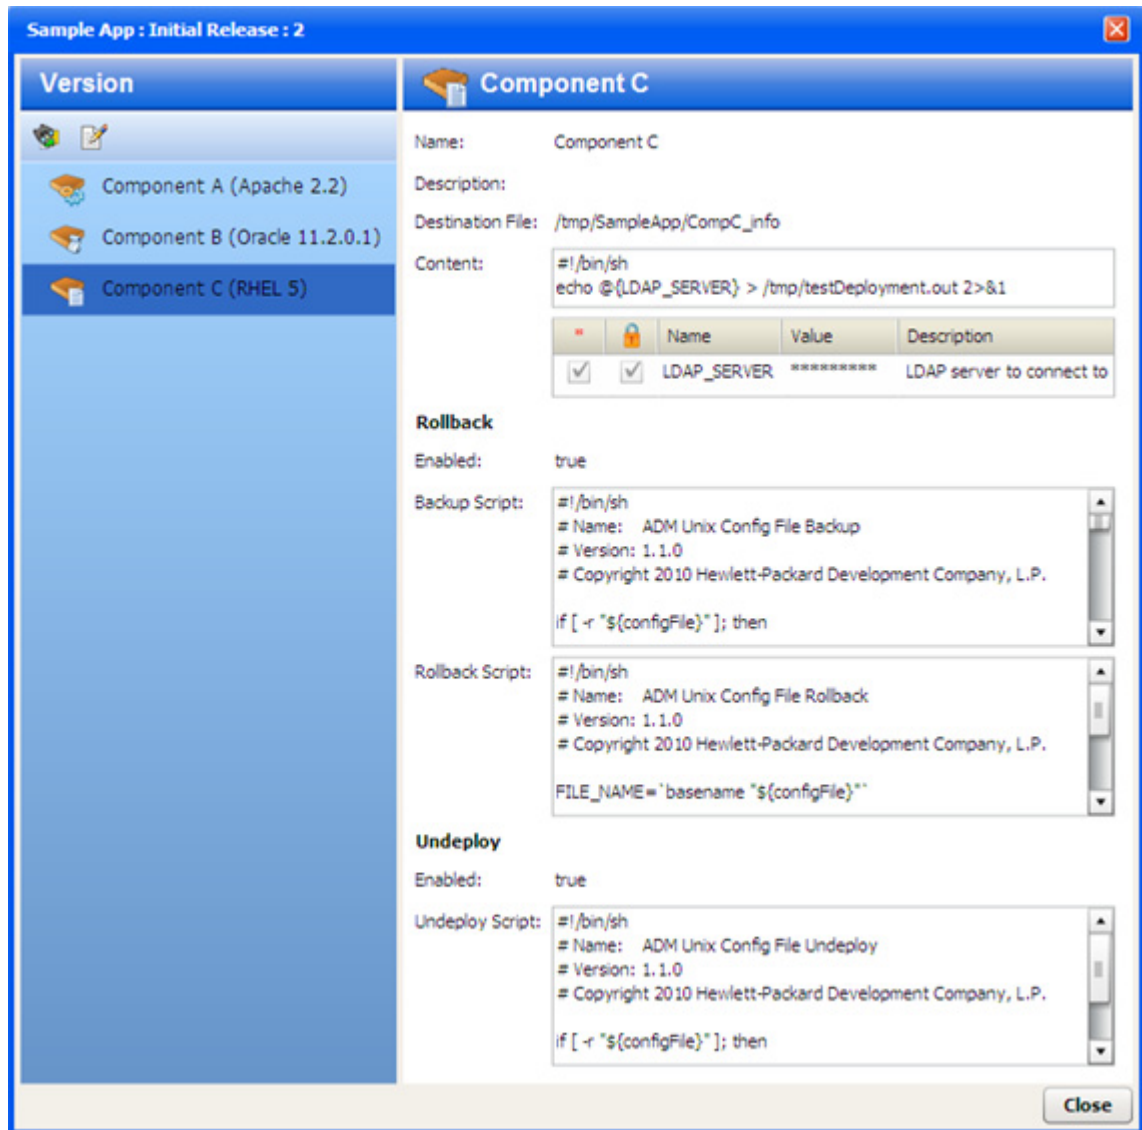 Sample App : Initial Release : 2
Version
Component A (Apache 2.2)
Component B (Oracle 11.2.0.1)
Component C (RHEL 5)
Component C
Name: Component C
Description:
Destination File: /tmp/SampleApp/CompC_info
Content: #!/bin/sh
echo @{LDAP_SERVER} > /tmp/testDeployment.out 2>&1
* Name Value Description
LDAP_SERVER ********* LDAP server to connect to
Rollback
Enabled: true
Backup Script: #!/bin/sh
# Name: ADM Unix Config File Backup
# Version: 1.1.0
# Copyright 2010 Hewlett-Packard Development Company, L.P.
if [ -r "${configFile}" ]; then
Rollback Script: #!/bin/sh
# Name: ADM Unix Config File Rollback
# Version: 1.1.0
# Copyright 2010 Hewlett-Packard Development Company, L.P.
FILE_NAME=`basename "${configFile}"`
Undeploy
Enabled: true
Undeploy Script: #!/bin/sh
# Name: ADM Unix Config File Undeploy
# Version: 1.1.0
# Copyright 2010 Hewlett-Packard Development Company, L.P.
if [ -r "${configFile}" ]; then
Close